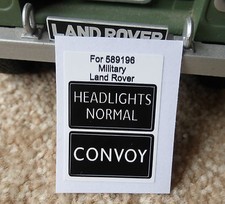 LAND ROVER
For 589196
Military
Land Rover
HEADLIGHTS
NORMAL
CONVOY